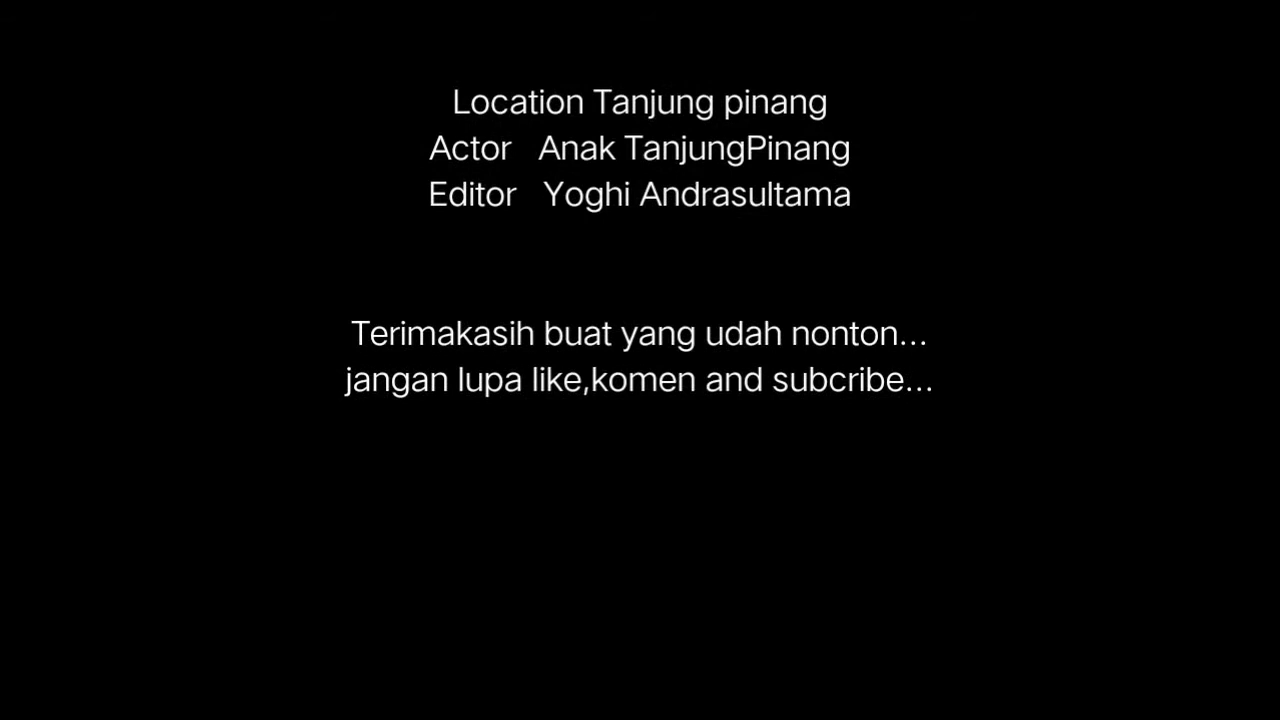 Location Tanjung pinang
Actor   Anak TanjungPinang
Editor   Yoghi Andrasultama
Terimakasih buat yang udah nonton...
jangan lupa like,komen and subcribe...